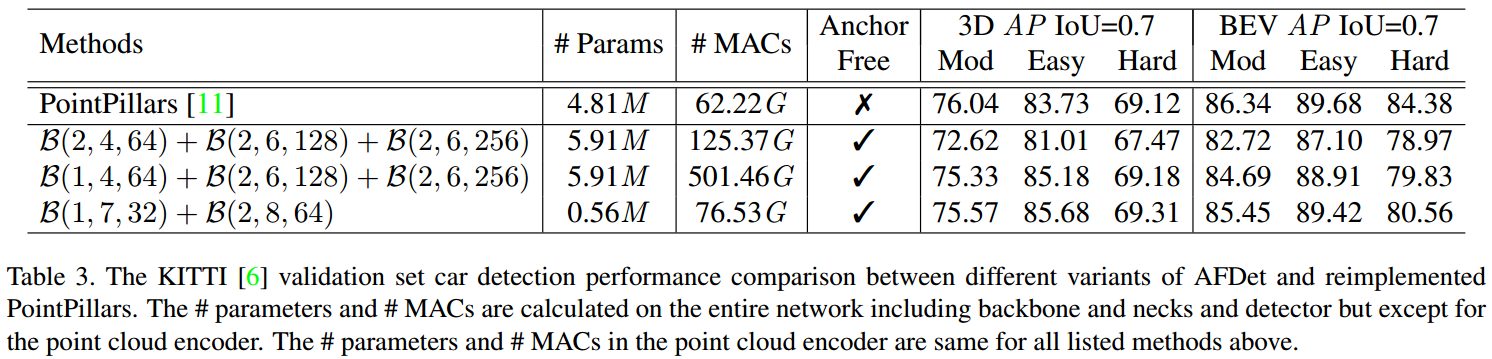 Methods # Params # MACs Anchor Free 3D AP IoU=0.7 BEV AP IoU=0.7
Mod Easy Hard Mod Easy Hard
PointPillars [11] 4.81M 62.22G ✗ 76.04 83.73 69.12 86.34 89.68 84.38
B(2, 4, 64) + B(2, 6, 128) + B(2, 6, 256) 5.91M 125.37G ✓ 72.62 81.01 67.47 82.72 87.10 78.97
B(1, 4, 64) + B(2, 6, 128) + B(2, 6, 256) 5.91M 501.46G ✓ 75.33 85.18 69.18 84.69 88.91 79.83
B(1, 7, 32) + B(2, 8, 64) 0.56M 76.53G ✓ 75.57 85.68 69.31 85.45 89.42 80.56
Table 3. The KITTI [6] validation set car detection performance comparison between different variants of AFDet and reimplemented
PointPillars. The # parameters and # MACs are calculated on the entire network including backbone and necks and detector but except for
the point cloud encoder. The # parameters and # MACs in the point cloud encoder are same for all listed methods above.